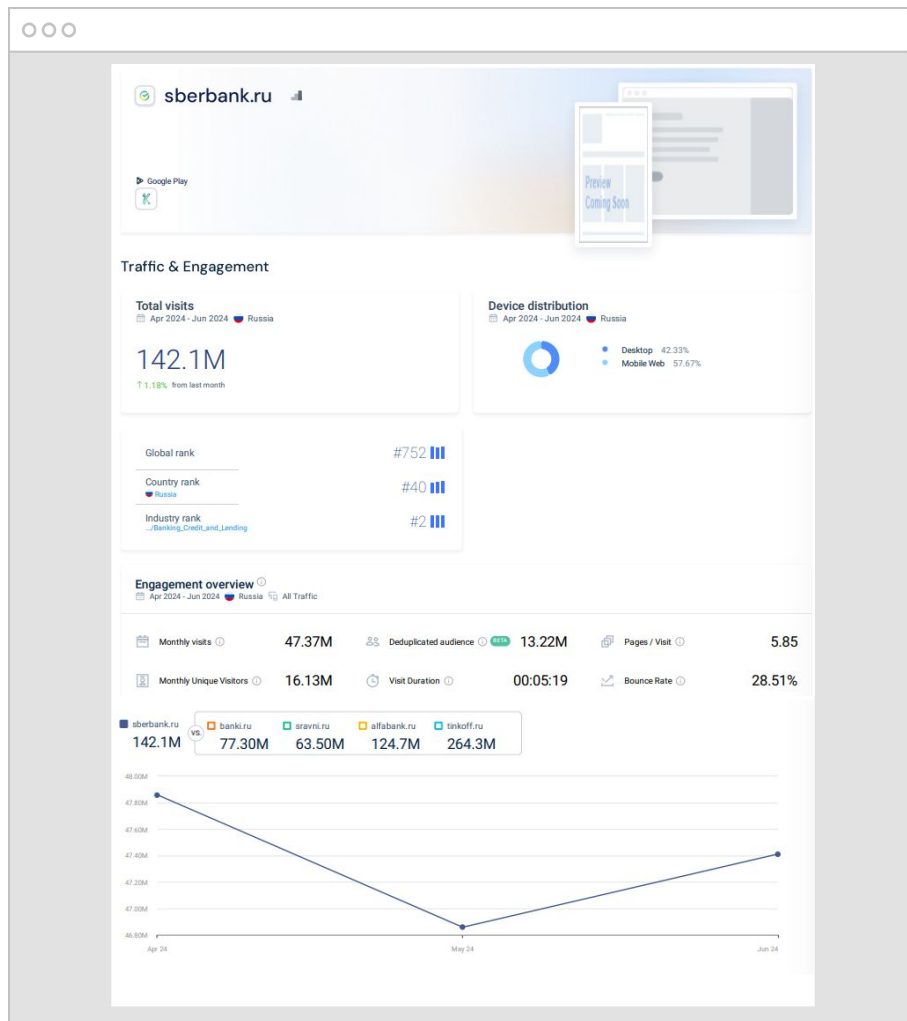 sberbank.ru
Google Play
Preview
Coming Soon
Traffic & Engagement
Total visits
Apr 2024 - Jun 2024 Russia
142.1M
↑ 1.18% from last month
Device distribution
Apr 2024 - Jun 2024 Russia
Desktop 42.33%
Mobile Web 57.67%
Global rank #752
Country rank #40
Russia
Industry rank #2
.../Banking_Credit_and_Lending
Engagement overview
Apr 2024 - Jun 2024 Russia All Traffic
Monthly visits 47.37M Deduplicated audience BETA 13.22M Pages / Visit 5.85
Monthly Unique Visitors 16.13M Visit Duration 00:05:19 Bounce Rate 28.51%
sberbank.ru vs. banki.ru sravni.ru alfabank.ru tinkoff.ru
142.1M 77.30M 63.50M 124.7M 264.3M
48.00M
47.80M
47.60M
47.40M
47.20M
47.00M
46.80M
Apr 24 May 24 Jun 24